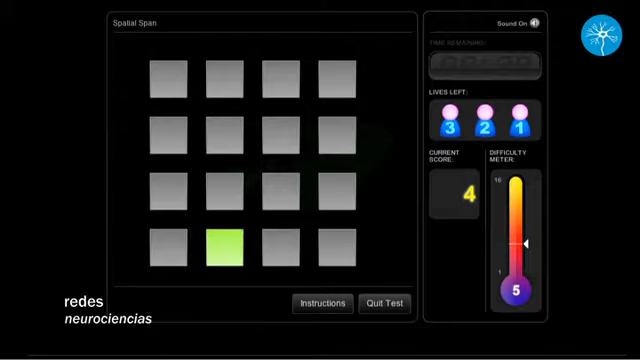 Spatial Span
Sound On
TIME REMAINING:
LIVES LEFT:
3 2 1
CURRENT SCORE:
4
DIFFICULTY METER:
16
1
5
Instructions
Quit Test
redes
neurociencias